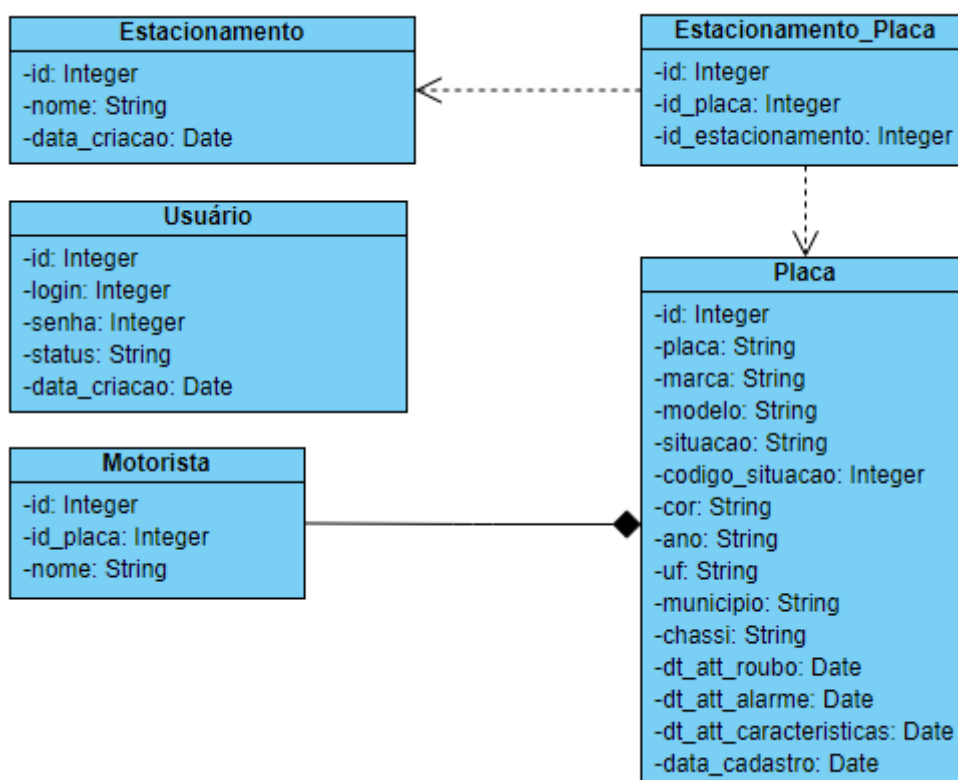 Estacionamento
-id: Integer
-nome: String
-data_criacao: Date
Estacionamento_Placa
-id: Integer
-id_placa: Integer
-id_estacionamento: Integer
Usuário
-id: Integer
-login: Integer
-senha: Integer
-status: String
-data_criacao: Date
Placa
-id: Integer
-placa: String
-marca: String
-modelo: String
-situacao: String
-codigo_situacao: Integer
-cor: String
-ano: String
-uf: String
-municipio: String
-chassi: String
-dt_att_roubo: Date
-dt_att_alarme: Date
-dt_att_caracteristicas: Date
-data_cadastro: Date
Motorista
-id: Integer
-id_placa: Integer
-nome: String